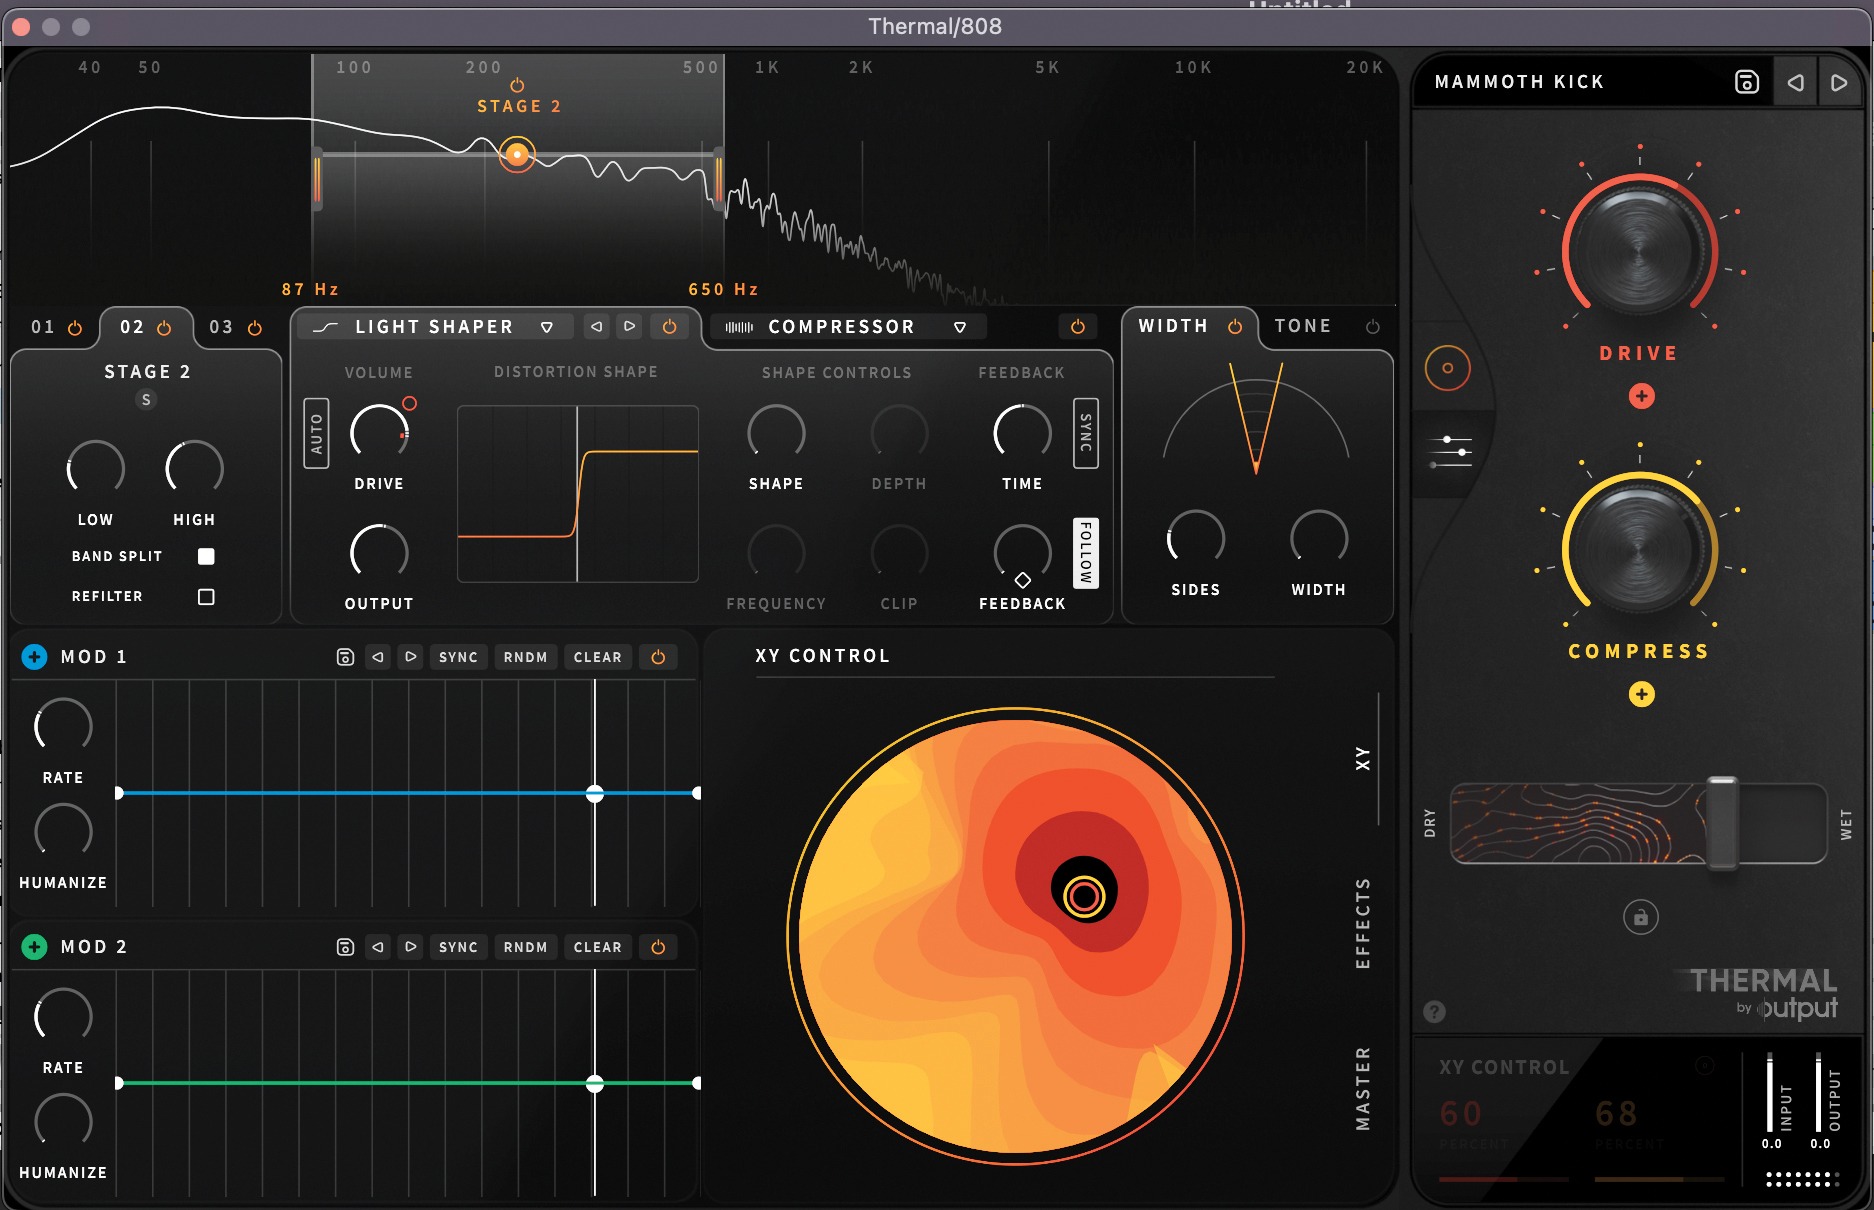 Thermal/808
40 50 100 200 500 1K 2K 5K 10K 20K
STAGE 2
87 Hz 650 Hz
MAMMOTH KICK
01 02 03
LIGHT SHAPER
COMPRESSOR
WIDTH TONE
STAGE 2
S
LOW HIGH
BAND SPLIT
REFILTER
VOLUME DISTORTION SHAPE SHAPE CONTROLS FEEDBACK
AUTO
SYNC
DRIVE SHAPE DEPTH TIME
FOLLOW
OUTPUT FREQUENCY CLIP FEEDBACK
SIDES WIDTH
DRIVE
COMPRESS
MOD 1 SYNC RNDM CLEAR
RATE
HUMANIZE
MOD 2 SYNC RNDM CLEAR
RATE
HUMANIZE
XY CONTROL
XY
EFFECTS
MASTER
DRY WET
THERMAL
by output
?
XY CONTROL
60 68
PERCENT PERCENT
INPUT OUTPUT
0.0 0.0